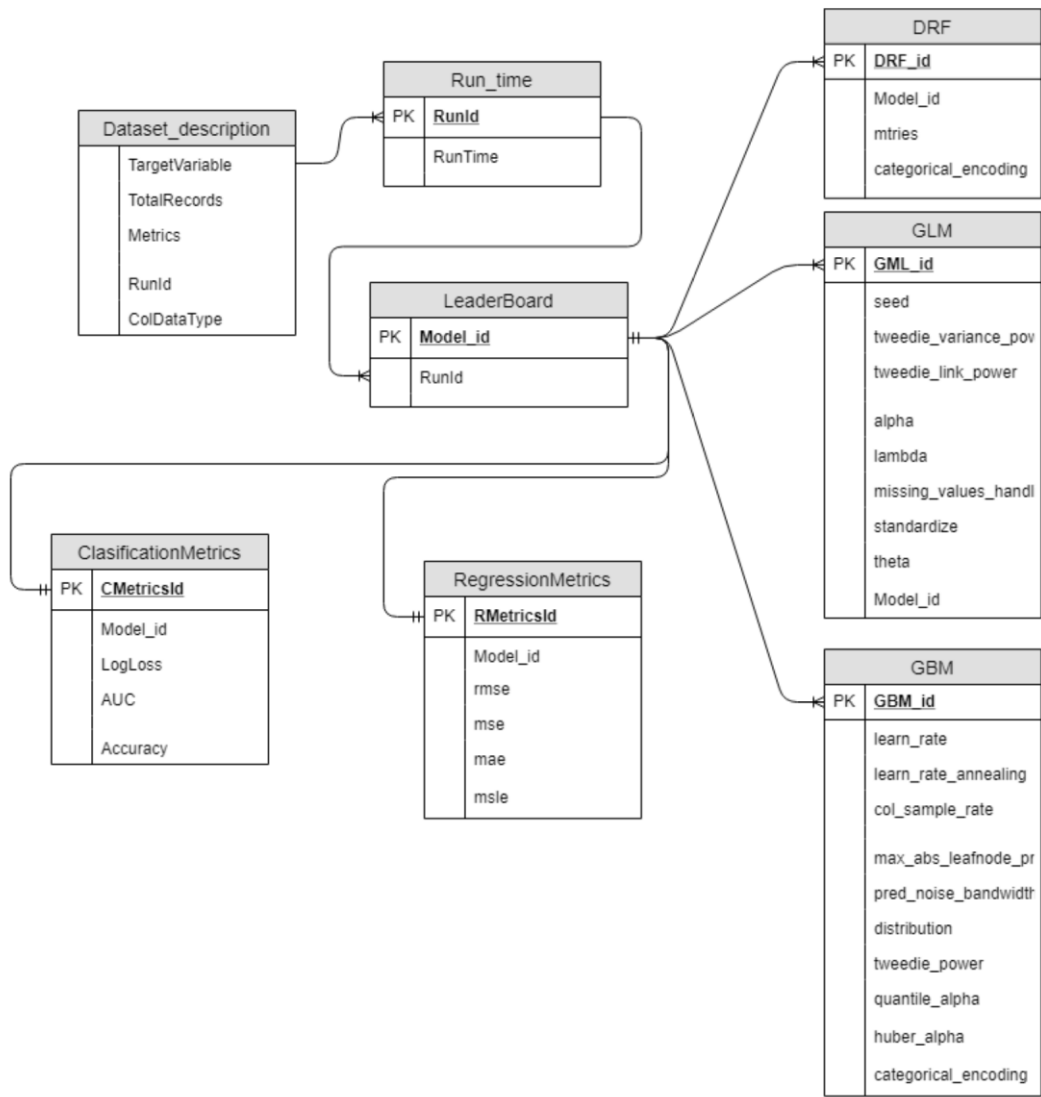 Dataset_description
TargetVariable
TotalRecords
Metrics
RunId
ColDataType
Run_time
PK RunId
RunTime
LeaderBoard
PK Model_id
RunId
ClasificationMetrics
PK CMetricsId
Model_id
LogLoss
AUC
Accuracy
RegressionMetrics
PK RMetricsId
Model_id
rmse
mse
mae
msle
DRF
PK DRF_id
Model_id
mtries
categorical_encoding
GLM
PK GML_id
seed
tweedie_variance_pov
tweedie_link_power
alpha
lambda
missing_values_handl
standardize
theta
Model_id
GBM
PK GBM_id
learn_rate
learn_rate_annealing
col_sample_rate
max_abs_leafnode_pr
pred_noise_bandwidth
distribution
tweedie_power
quantile_alpha
huber_alpha
categorical_encoding